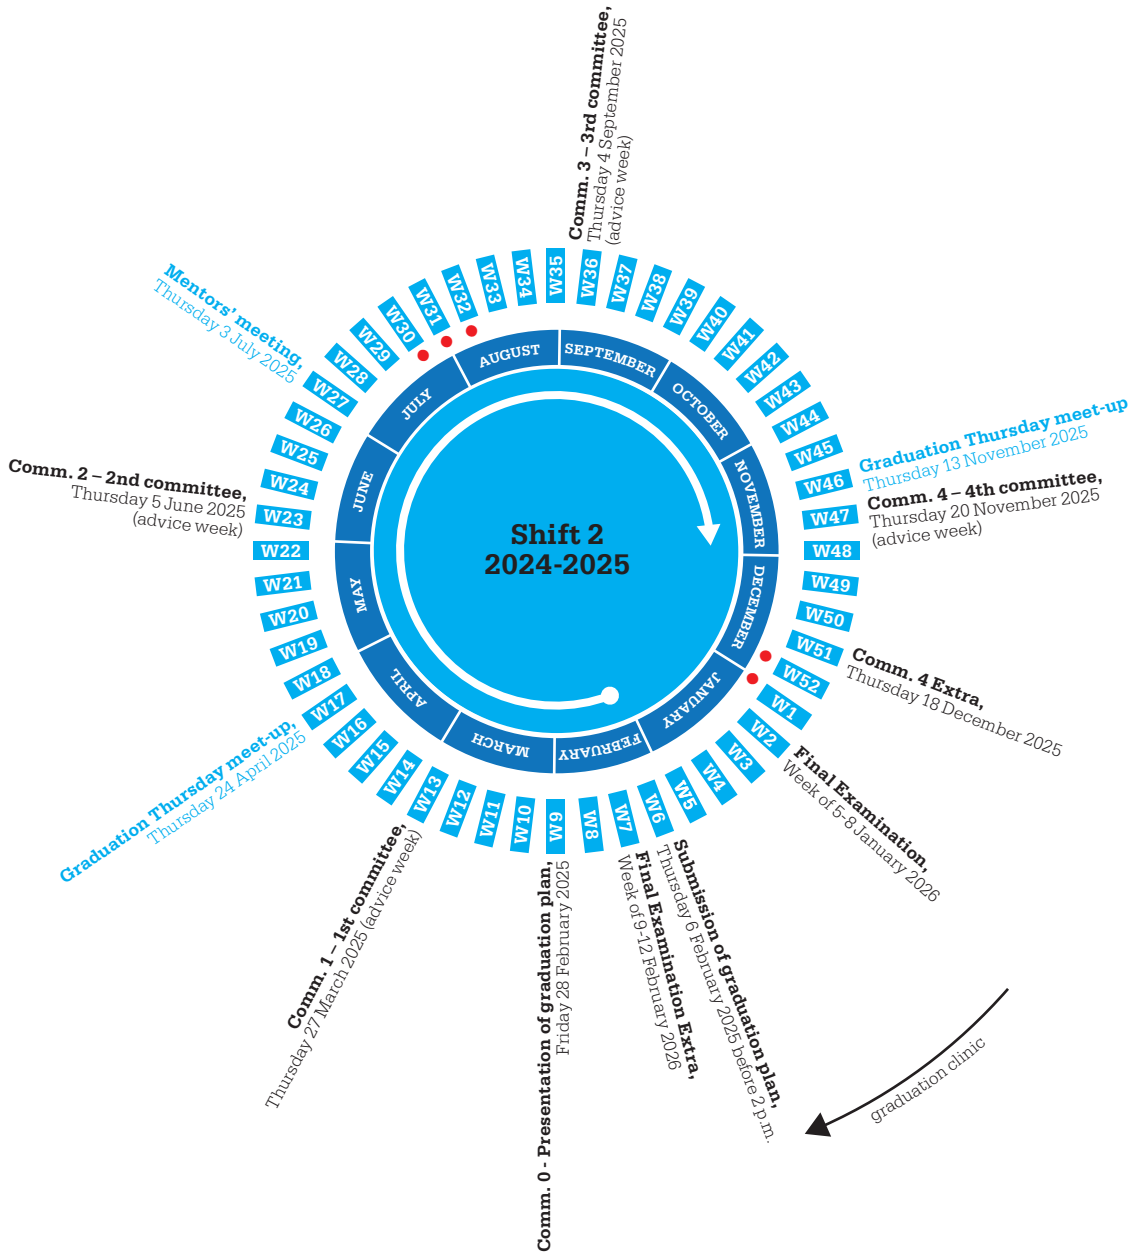 Shift 2
2024-2025
JANUARY
FEBRUARY
MARCH
APRIL
MAY
JUNE
JULY
AUGUST
SEPTEMBER
OCTOBER
NOVEMBER
DECEMBER
W1
W2
W3
W4
W5
W6
W7
W8
W9
W10
W11
W12
W13
W14
W15
W16
W17
W18
W19
W20
W21
W22
W23
W24
W25
W26
W27
W28
W29
W30
W31
W32
W33
W34
W35
W36
W37
W38
W39
W40
W41
W42
W43
W44
W45
W46
W47
W48
W49
W50
W51
W52
Submission of graduation plan,
Thursday 6 February 2025 before 2 p.m.
Final Examination Extra,
Week of 9-12 February 2026
Comm. 0 - Presentation of graduation plan,
Friday 28 February 2025
Comm. 1 – 1st committee,
Thursday 27 March 2025 (advice week)
Graduation Thursday meet-up,
Thursday 24 April 2025
Comm. 2 – 2nd committee,
Thursday 5 June 2025
(advice week)
Mentors' meeting,
Thursday 3 July 2025
Comm. 3 – 3rd committee,
Thursday 4 September 2025
(advice week)
Graduation Thursday meet-up
Thursday 13 November 2025
Comm. 4 – 4th committee,
Thursday 20 November 2025
(advice week)
Comm. 4 Extra,
Thursday 18 December 2025
Final Examination,
Week of 5-8 January 2026
graduation clinic